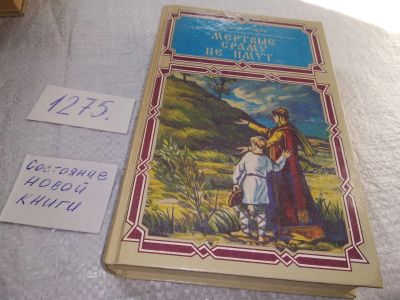 МЕРТВЫЕ
СРАМУ
НЕ ИМУТ...
1275.
Состояние
новой
книги